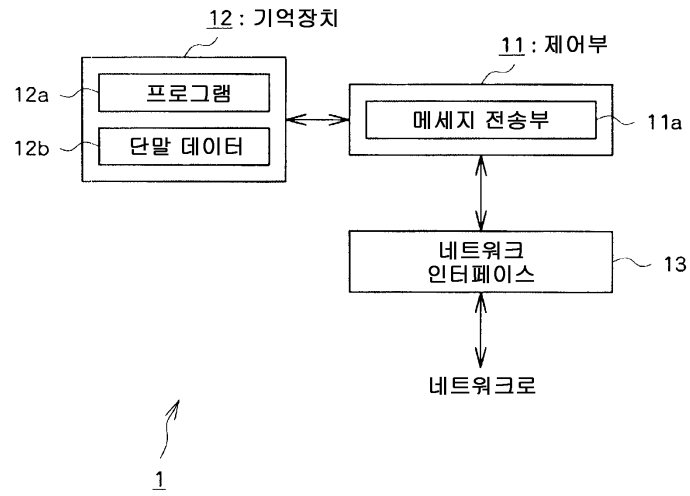 12 : 기억장치
11 : 제어부
12a
프로그램
메세지 전송부
11a
12b
단말 데이터
네트워크
인터페이스
13
네트워크로
1